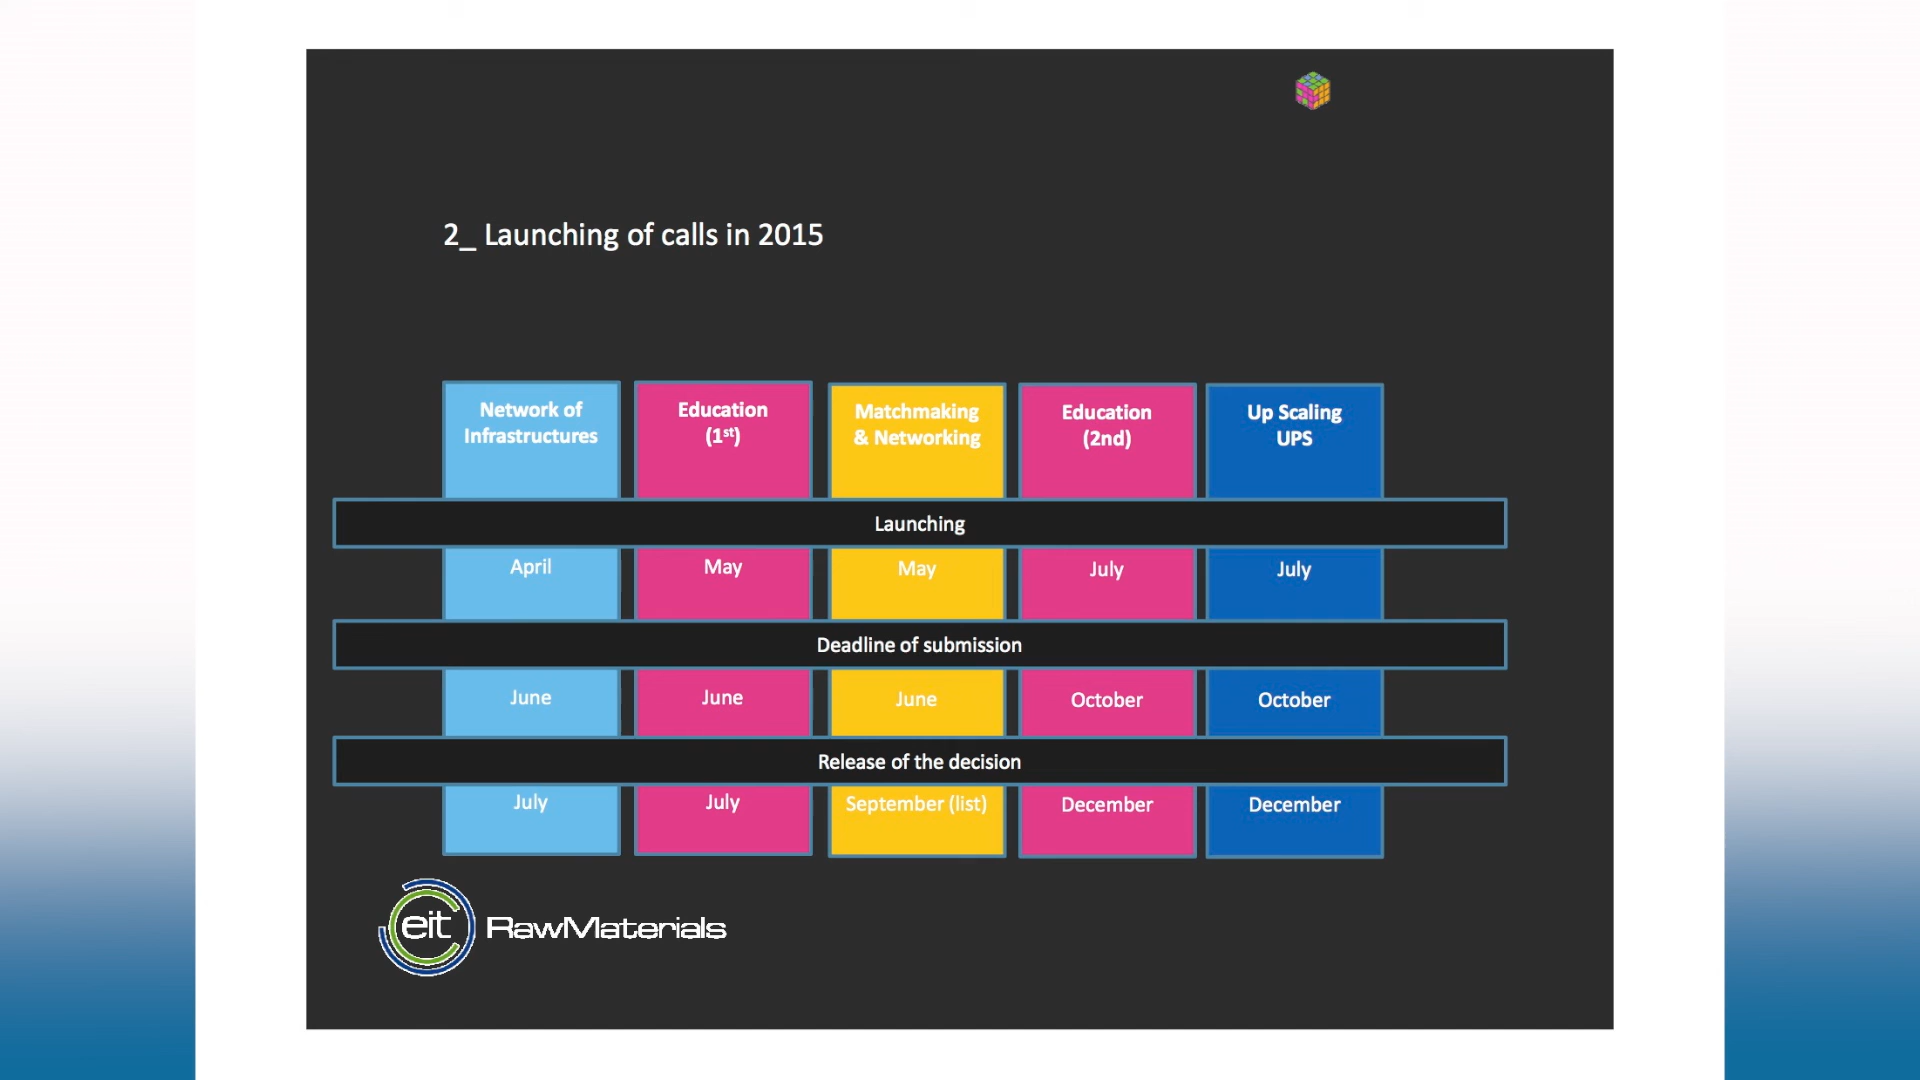 2_ Launching of calls in 2015
Network of
Infrastructures
Education
(1st)
Matchmaking
& Networking
Education
(2nd)
Up Scaling
UPS
Launching
April
May
May
July
July
Deadline of submission
June
June
June
October
October
Release of the decision
July
July
September (list)
December
December
eit RawMaterials